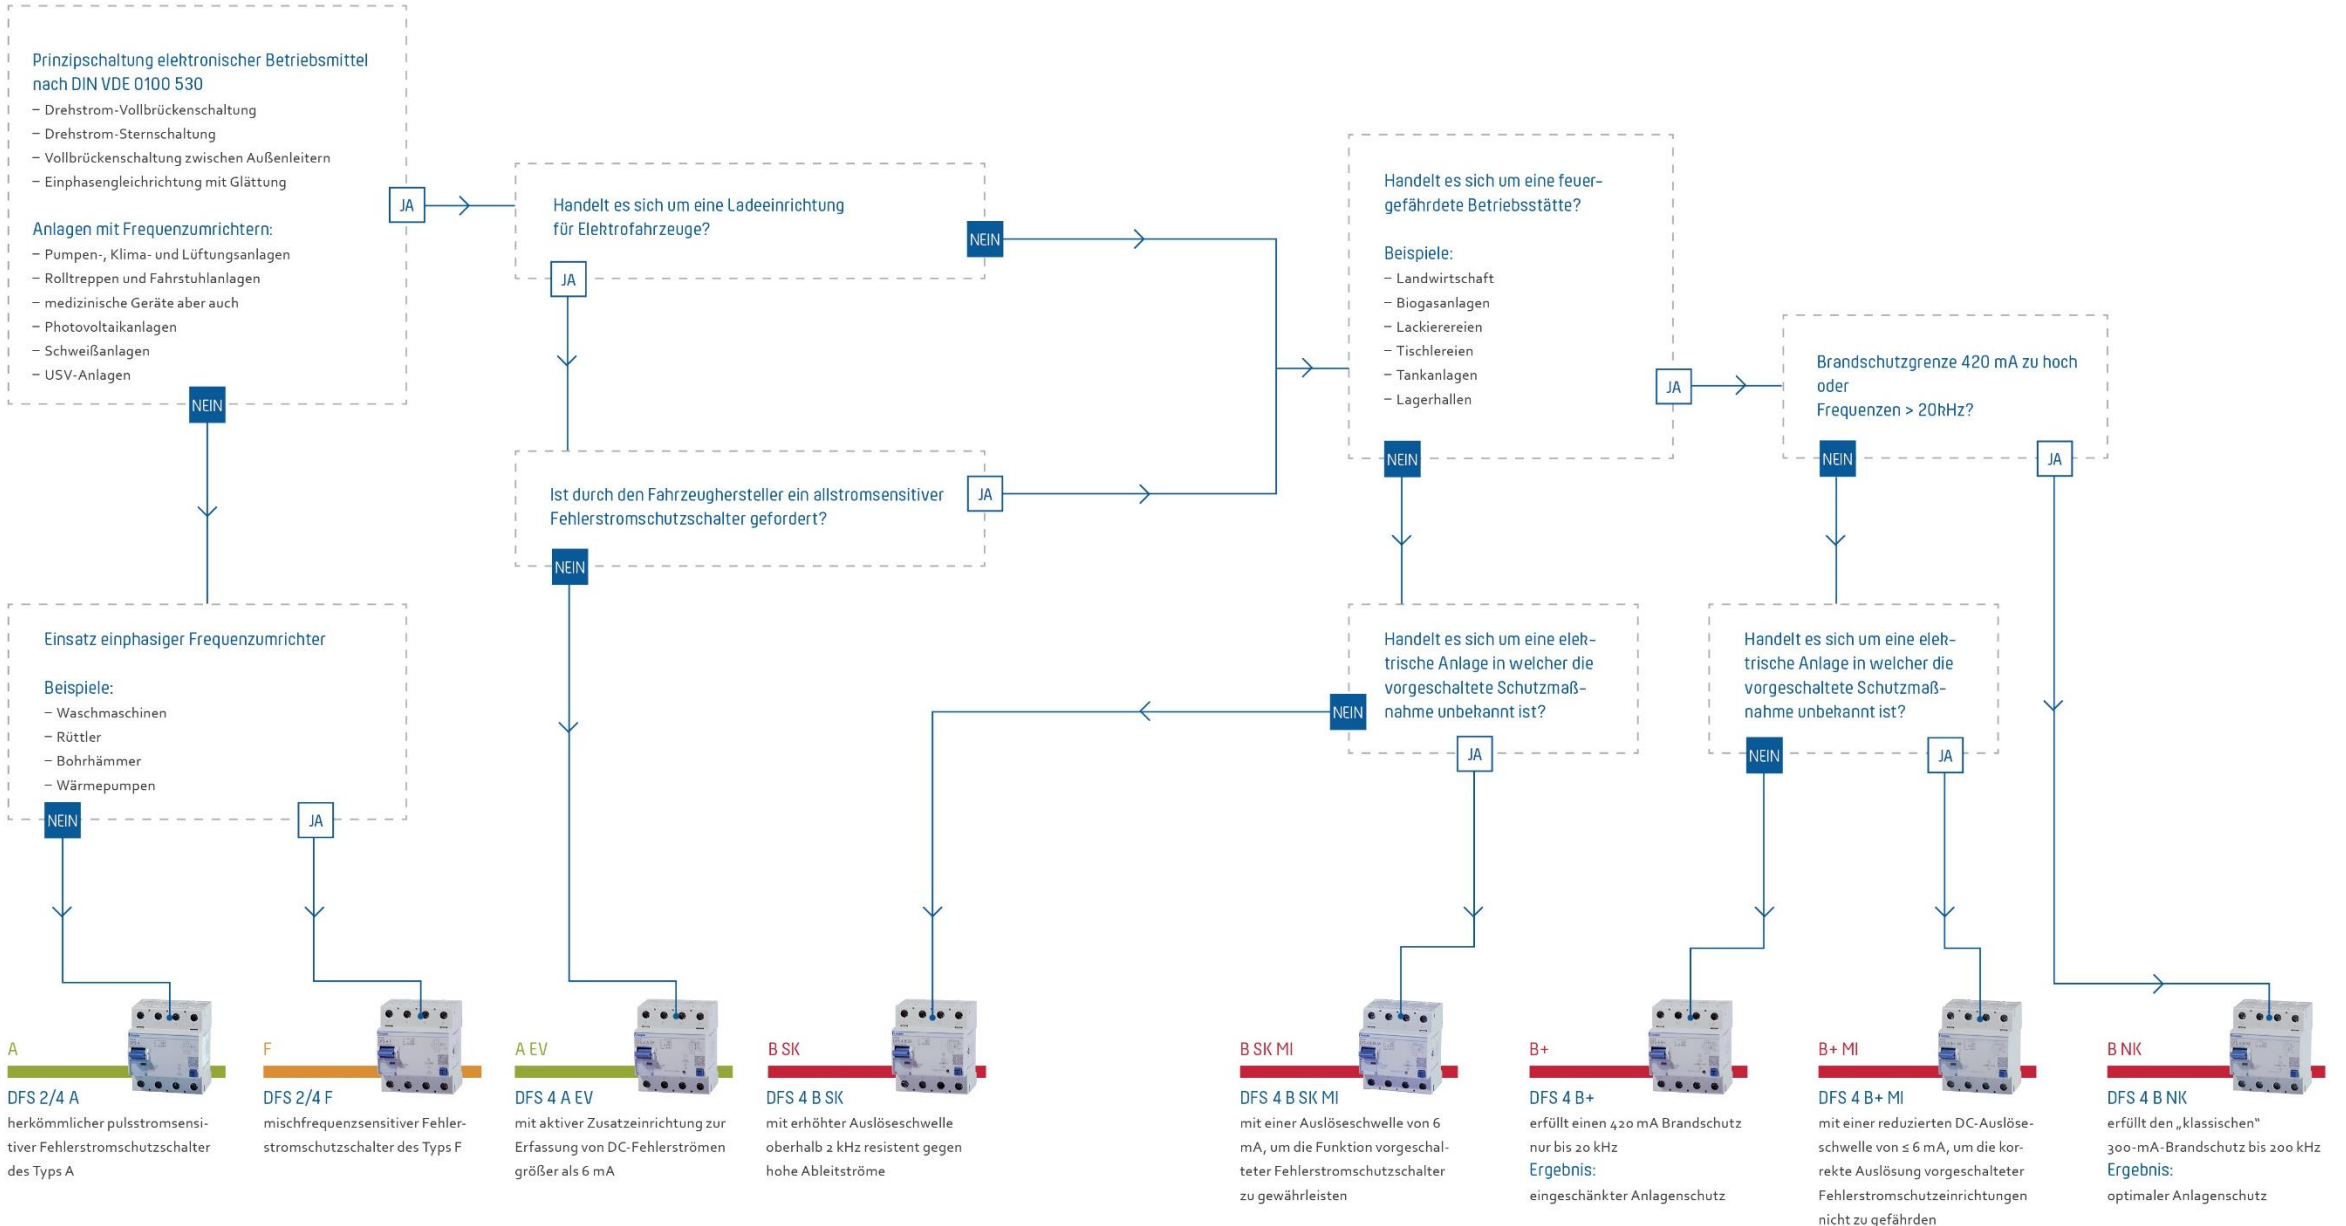 Prinzipschaltung elektronischer Betriebsmittel
nach DIN VDE 0100 530
– Drehstrom-Vollbrückenschaltung
– Drehstrom-Sternschaltung
– Vollbrückenschaltung zwischen Außenleitern
– Einphasengleichrichtung mit Glättung
Anlagen mit Frequenzumrichtern:
– Pumpen-, Klima- und Lüftungsanlagen
– Rolltreppen und Fahrstuhlanlagen
– medizinische Geräte aber auch
– Photovoltaikanlagen
– Schweißanlagen
– USV-Anlagen
JA
NEIN
Handelt es sich um eine Ladeeinrichtung
für Elektrofahrzeuge?
NEIN
JA
Ist durch den Fahrzeughersteller ein allstromsensitiver
Fehlerstromschutzschalter gefordert?
JA
NEIN
Handelt es sich um eine feuer-
gefährdete Betriebsstätte?
Beispiele:
– Landwirtschaft
– Biogasanlagen
– Lackierereien
– Tischlereien
– Tankanlagen
– Lagerhallen
JA
NEIN
Brandschutzgrenze 420 mA zu hoch
oder
Frequenzen > 20kHz?
NEIN
JA
Einsatz einphasiger Frequenzumrichter
Beispiele:
– Waschmaschinen
– Rüttler
– Bohrhämmer
– Wärmepumpen
NEIN
JA
Handelt es sich um eine elek-
trische Anlage in welcher die
vorgeschaltete Schutzmaß-
nahme unbekannt ist?
NEIN
JA
Handelt es sich um eine elek-
trische Anlage in welcher die
vorgeschaltete Schutzmaß-
nahme unbekannt ist?
NEIN
JA
A
DFS 2/4 A
herkömmlicher pulsstromsensi-
tiver Fehlerstromschutzschalter
des Typs A
F
DFS 2/4 F
mischfrequenzsensitiver Fehler-
stromschutzschalter des Typs F
A EV
DFS 4 A EV
mit aktiver Zusatzeinrichtung zur
Erfassung von DC-Fehlerströmen
größer als 6 mA
B SK
DFS 4 B SK
mit erhöhter Auslöseschwelle
oberhalb 2 kHz resistent gegen
hohe Ableitströme
B SK MI
DFS 4 B SK MI
mit einer Auslöseschwelle von 6
mA, um die Funktion vorgeschal-
teter Fehlerstromschutzschalter
zu gewährleisten
B+
DFS 4 B+
erfüllt einen 420 mA Brandschutz
nur bis 20 kHz
Ergebnis:
eingeschänkter Anlagenschutz
B+ MI
DFS 4 B+ MI
mit einer reduzierten DC-Auslöse-
schwelle von ≤ 6 mA, um die kor-
rekte Auslösung vorgeschalteter
Fehlerstromschutzeinrichtungen
nicht zu gefährden
B NK
DFS 4 B NK
erfüllt den „klassischen“
300-mA-Brandschutz bis 200 kHz
Ergebnis:
optimaler Anlagenschutz